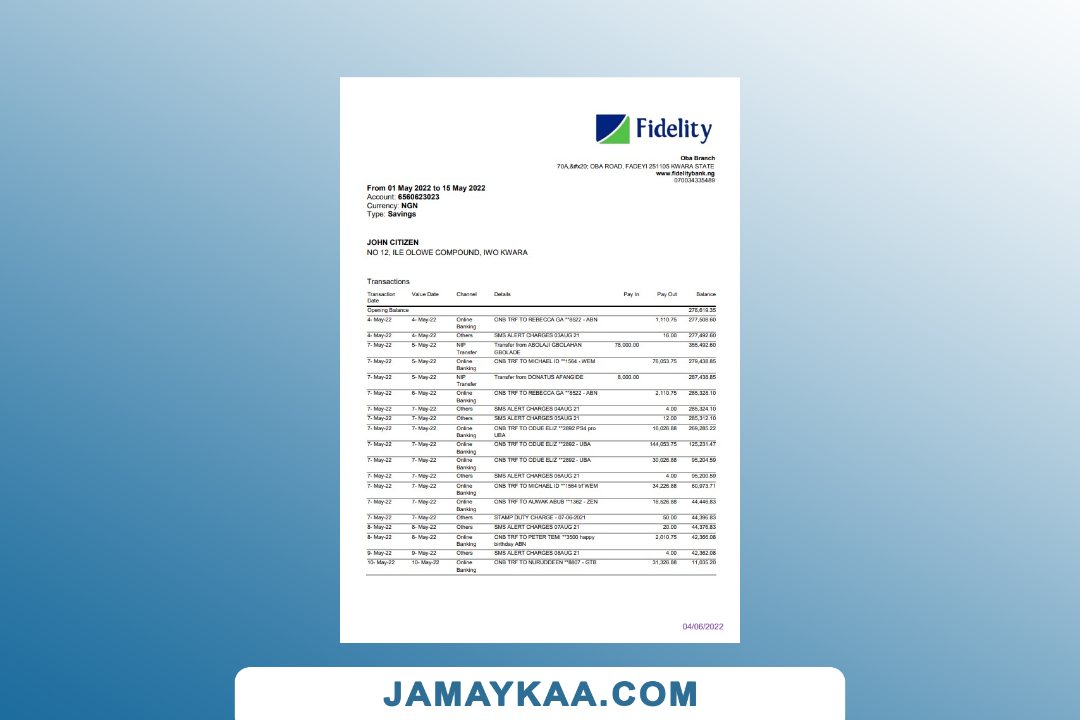 Fidelity
Oba Branch
70A,&#x20; OBA ROAD, FADEYI 251105 KWARA STATE
www.fidelitybank.ng
070034335489
From 01 May 2022 to 15 May 2022
Account: 6560623023
Currency: NGN
Type: Savings
JOHN CITIZEN
NO 12, ILE OLOWE COMPOUND, IWO KWARA
Transactions
Transaction Date Value Date Channel Details Pay In Pay Out Balance
Opening Balance 278,619.35
4- May-22 4- May-22 Online Banking ONB TRF TO REBECCA GA **8522 - ABN 1,110.75 277,508.60
4- May-22 4- May-22 Others SMS ALERT CHARGES 03AUG 21 16.00 277,492.60
7- May-22 5- May-22 NIP Transfer Transfer from ABOLAJI GBOLAHAN GBOLADE 78,000.00 355,492.60
7- May-22 5- May-22 Online Banking ONB TRF TO MICHAEL ID **1564 - WEM 76,053.75 279,438.85
7- May-22 5- May-22 NIP Transfer Transfer from DONATUS AFANGIDE 8,000.00 287,438.85
7- May-22 6- May-22 Online Banking ONB TRF TO REBECCA GA **8522 - ABN 2,110.75 285,328.10
7- May-22 7- May-22 Others SMS ALERT CHARGES 04AUG 21 4.00 285,324.10
7- May-22 7- May-22 Others SMS ALERT CHARGES 05AUG 21 12.00 285,312.10
7- May-22 7- May-22 Online Banking ONB TRF TO ODUE ELIZ **2892 PS4 pro UBA 16,026.88 269,285.22
7- May-22 7- May-22 Online Banking ONB TRF TO ODUE ELIZ **2892 - UBA 144,053.75 125,231.47
7- May-22 7- May-22 Online Banking ONB TRF TO ODUE ELIZ **2892 - UBA 30,026.88 95,204.59
7- May-22 7- May-22 Others SMS ALERT CHARGES 06AUG 21 4.00 95,200.59
7- May-22 7- May-22 Online Banking ONB TRF TO MICHAEL ID **1564 trf WEM 34,226.88 60,973.71
7- May-22 7- May-22 Online Banking ONB TRF TO AUWAK ABUB **1362 - ZEN 16,526.88 44,446.83
7- May-22 7- May-22 Others STAMP DUTY CHARGE - 07-06-2021 50.00 44,396.83
8- May-22 8- May-22 Others SMS ALERT CHARGES 07AUG 21 20.00 44,376.83
8- May-22 8- May-22 Online Banking ONB TRF TO PETER TEMI **3500 happy birthday ABN 2,010.75 42,366.08
9- May-22 9- May-22 Others SMS ALERT CHARGES 08AUG 21 4.00 42,362.08
10- May-22 10- May-22 Online Banking ONB TRF TO NURUDDEEN **8807 - GTB 31,326.88 11,035.20
04/06/2022
JAMAYKAA.COM